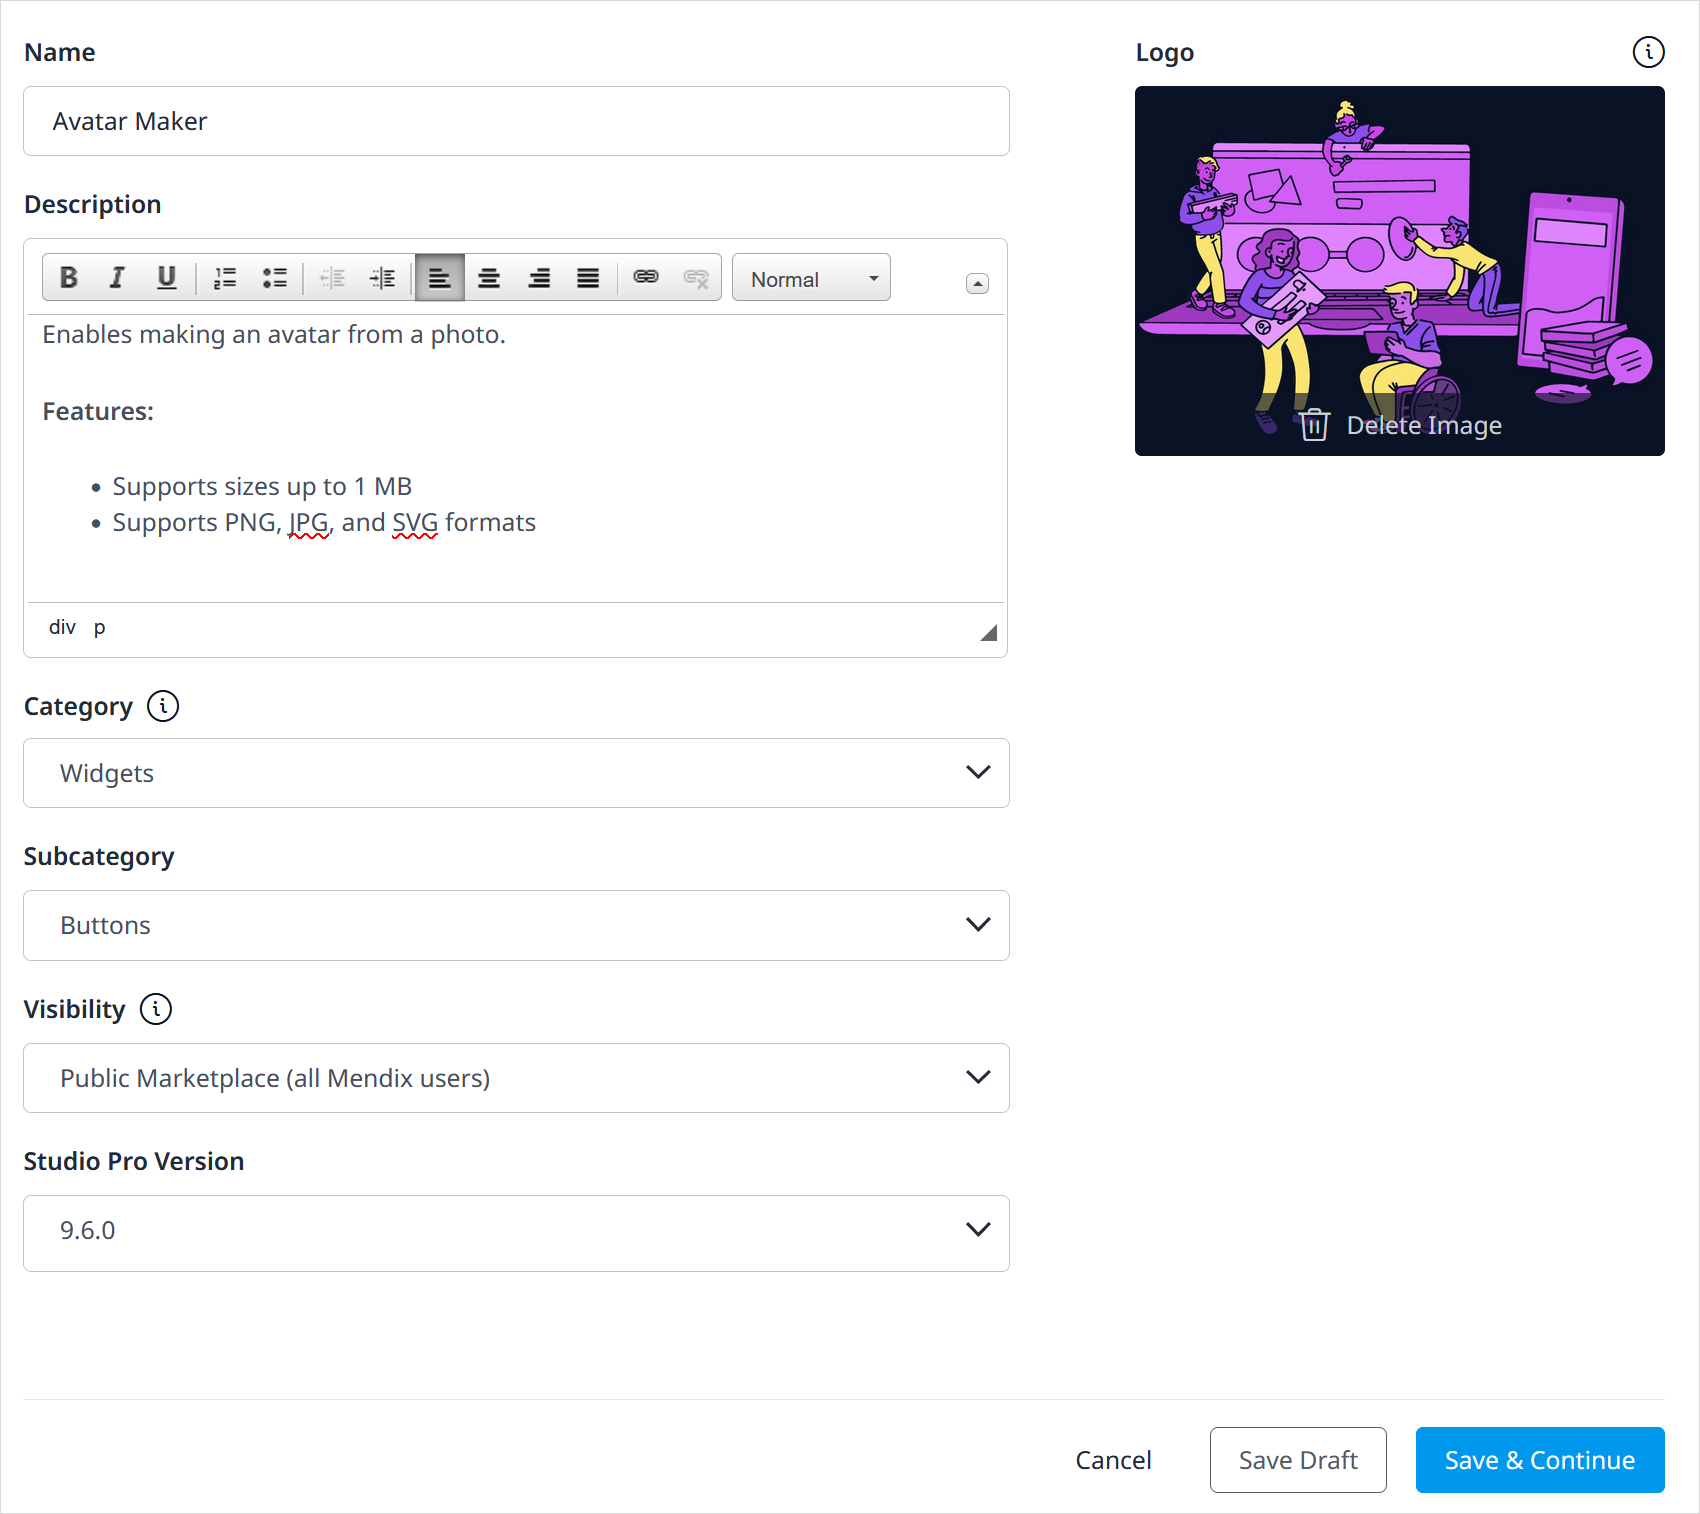 Name
Avatar Maker
Description
B I U
Normal
Enables making an avatar from a photo.
Features:
• Supports sizes up to 1 MB
• Supports PNG, JPG, and SVG formats
div p
Category
Widgets
Subcategory
Buttons
Visibility
Public Marketplace (all Mendix users)
Studio Pro Version
9.6.0
Logo
Delete Image
Cancel
Save Draft
Save & Continue